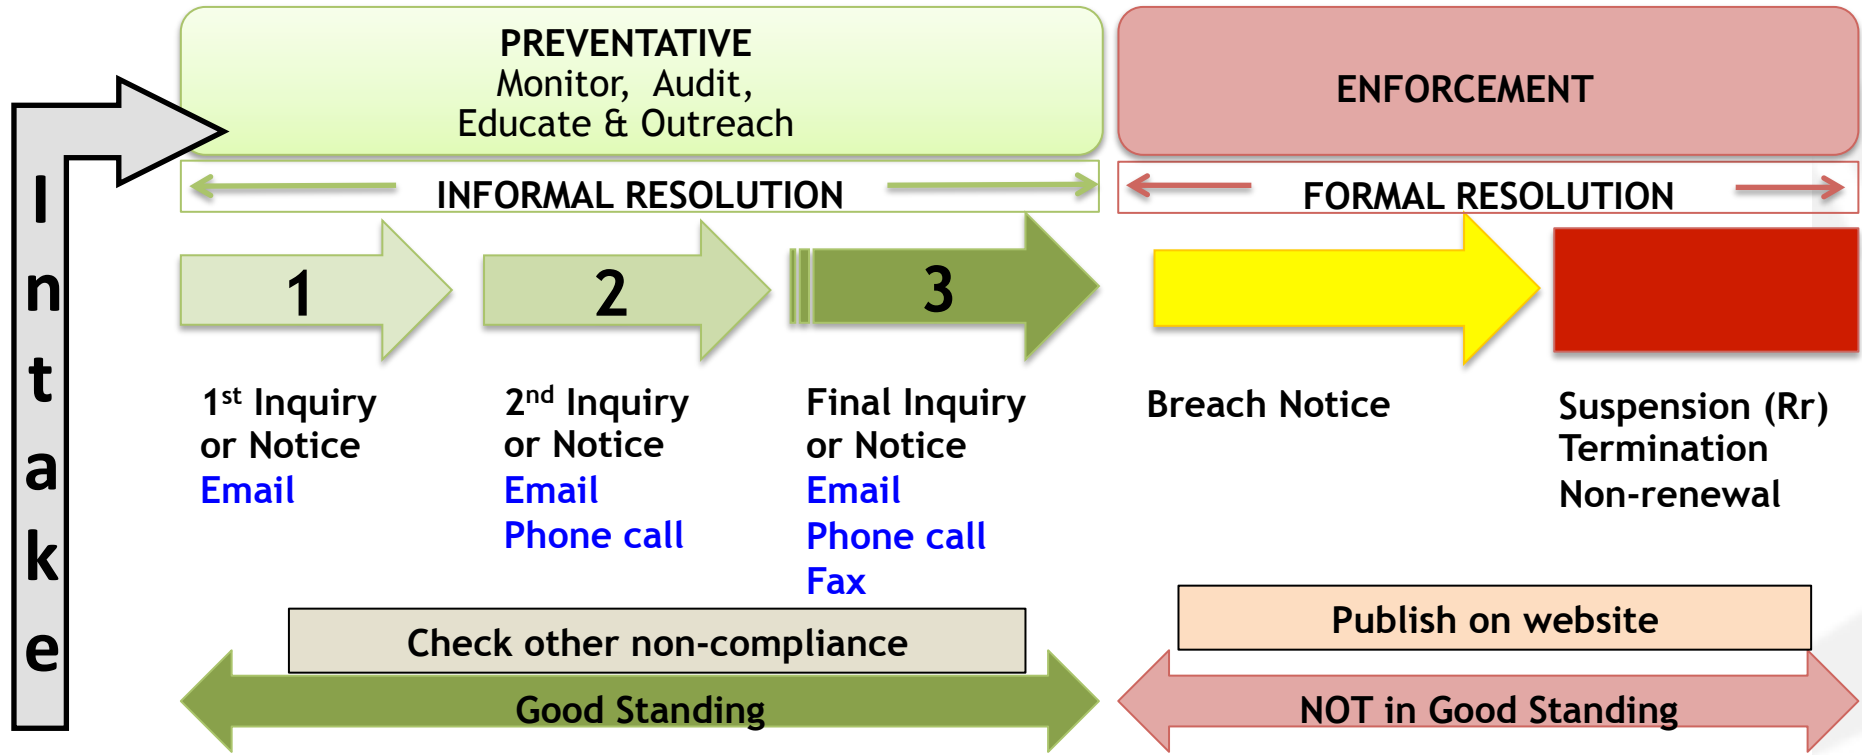 Intake
PREVENTATIVE
Monitor, Audit,
Educate & Outreach
ENFORCEMENT
INFORMAL RESOLUTION
FORMAL RESOLUTION
1
2
3
1st Inquiry
or Notice
Email
2nd Inquiry
or Notice
Email
Phone call
Final Inquiry
or Notice
Email
Phone call
Fax
Breach Notice
Suspension (Rr)
Termination
Non-renewal
Check other non-compliance
Good Standing
Publish on website
NOT in Good Standing